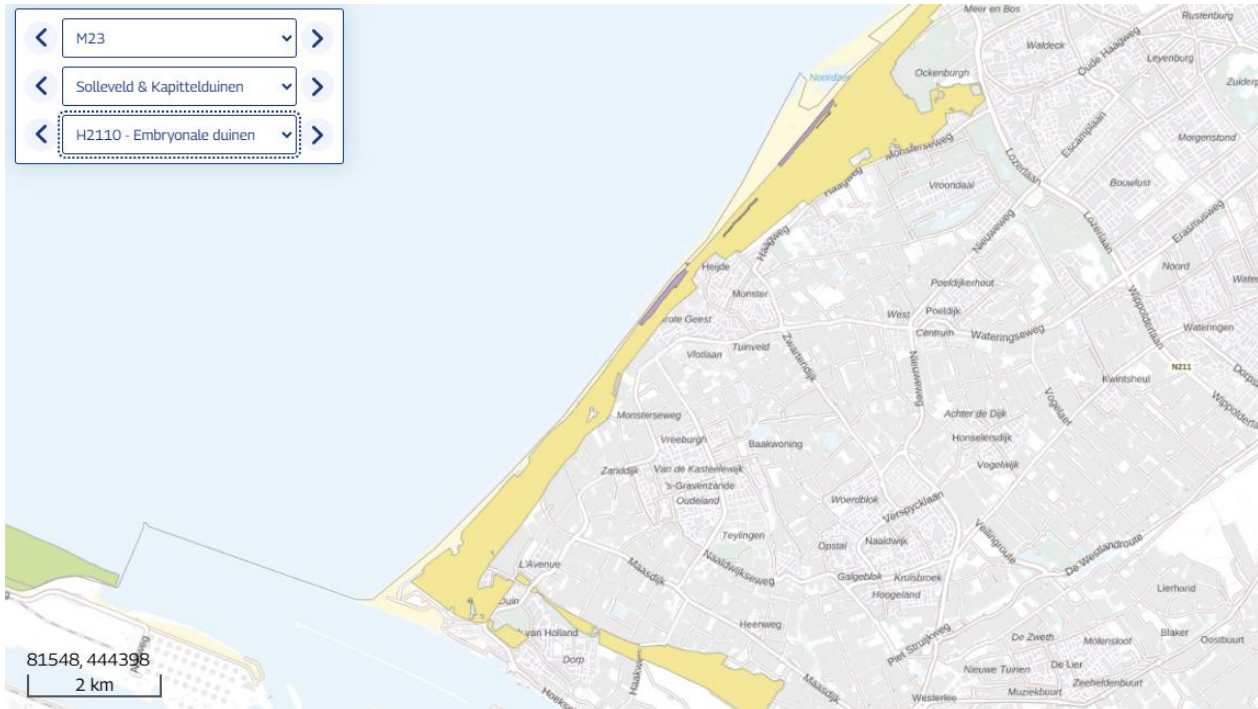 M23
Solleveld & Kapittelduinen
H2110 - Embryonale duinen
Meer en Bos
Rustenburg
Waldeck
Oude Haagweg
Leyenburg
Ockenburgh
Noordzee
Escamplaan
Morgenstond
Monsterseweg
Lozerlaan
Bouwlust
Haagweg
Vroondaal
Nieuweweg
Lozerlaan
Erasmusweg
Haagweg
Noord
Heijde
Poeldijkerhout
Monster
Wippolderlaan
West
Poeldijk
Centrum
Wateringseweg
Wateringen
Tuinveld
Vlotlaan
Zwartendijk
Nieuweweg
N211
Kwintsheul
Vogelaer
Wippolderlaan
Monsterseweg
Achter de Dijk
Vreeburgh
Baakwoning
Honselersdijk
Zanddijk
Van de Kasteelewijk
Vogelwijk
's-Gravenzande
Oudeland
Woerdblok
Verspycklaan
Teylingen
Opstal
Naaldwijk
Veilingroute
De Westlandroute
L'Avenue
Maasdijk
Naaldwijkseweg
Galgeblok
Kruisbroek
Hoogeland
Lierhand
Duin
van Holland
Heenweg
Piet Struijkweg
De Zweth
Molensloot
Blaker
Oostbuurt
Dorp
Haakweg
Nieuwe Tuinen
De Lier
Zeeheldenbuurt
Maasdijk
Westerlee
Muziekbuurt
81548, 444398
2 km